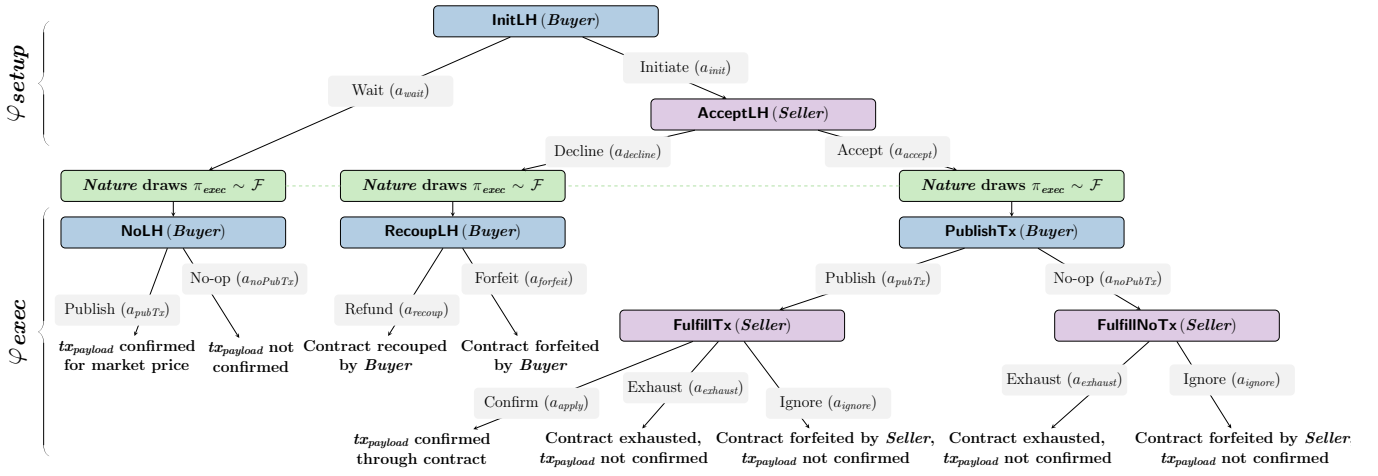 InitLH (Buyer)
φ setup
Wait (a_wait)
Initiate (a_init)
AcceptLH (Seller)
Decline (a_decline)
Accept (a_accept)
Nature draws π_exec ∼ ℱ
Nature draws π_exec ∼ ℱ
Nature draws π_exec ∼ ℱ
φ exec
NoLH (Buyer)
RecoupLH (Buyer)
PublishTx (Buyer)
Publish (a_pubTx)
No-op (a_noPubTx)
Refund (a_recoup)
Forfeit (a_forfeit)
Publish (a_pubTx)
No-op (a_noPubTx)
tx_payload confirmed
for market price
tx_payload not
confirmed
Contract recouped
by Buyer
Contract forfeited
by Buyer
FulfillTx (Seller)
FulfillNoTx (Seller)
Confirm (a_apply)
Exhaust (a_exhaust)
Ignore (a_ignore)
Exhaust (a_exhaust)
Ignore (a_ignore)
tx_payload confirmed
through contract
Contract exhausted,
tx_payload not confirmed
Contract forfeited by Seller,
tx_payload not confirmed
Contract exhausted,
tx_payload not confirmed
Contract forfeited by Seller
tx_payload not confirmed